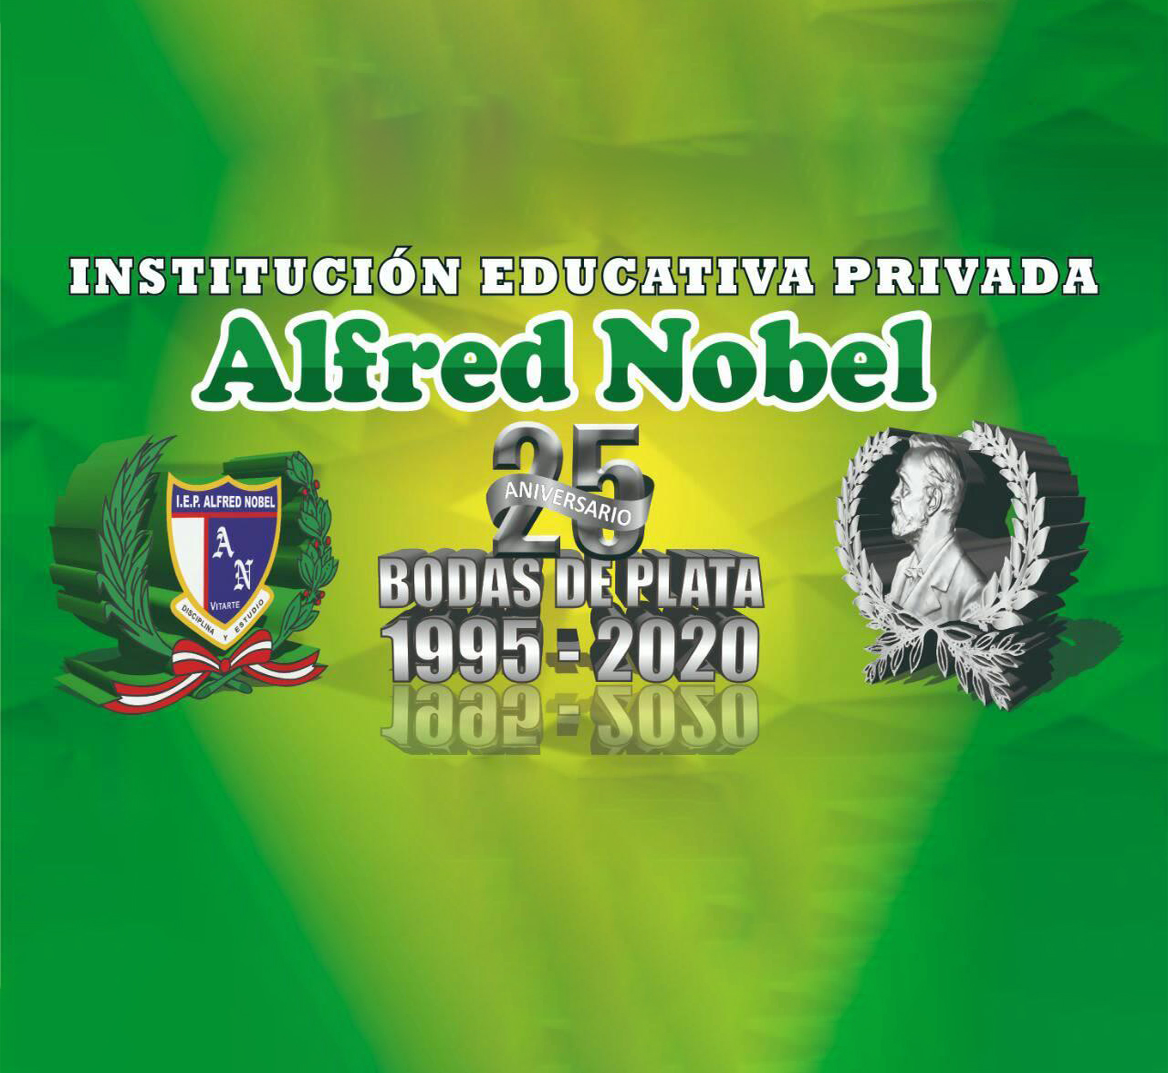 INSTITUCIÓN EDUCATIVA PRIVADA
Alfred Nobel
I.E.P. ALFRED NOBEL
A
N
VITARTE
DISCIPLINA Y ESTUDIO
25
ANIVERSARIO
BODAS DE PLATA
1995 - 2020